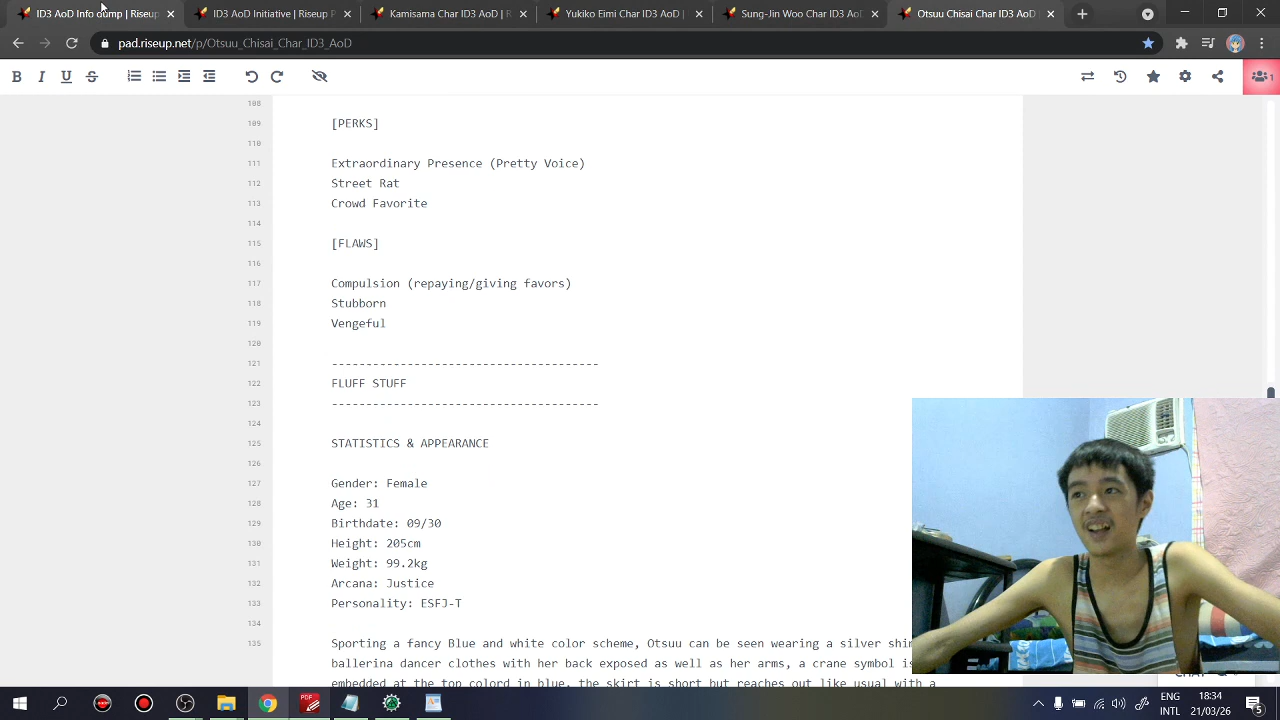 ID3 AoD Info dump | Riseup
ID3 AoD Initiative | Riseup P
Kamisama Char ID3 AoD | R
Yukiko Eimi Char ID3 AoD |
Sung-Jin Woo Char ID3 AoD
Otsuu Chisai Char ID3 AoD |
pad.riseup.net/p/Otsuu_Chisai_Char_ID3_AoD
B I U S
1
108
109 [PERKS]
110
111 Extraordinary Presence (Pretty Voice)
112 Street Rat
113 Crowd Favorite
114
115 [FLAWS]
116
117 Compulsion (repaying/giving favors)
118 Stubborn
119 Vengeful
120
121 ---------------------------------------
122 FLUFF STUFF
123 ---------------------------------------
124
125 STATISTICS & APPEARANCE
126
127 Gender: Female
128 Age: 31
129 Birthdate: 09/30
130 Height: 205cm
131 Weight: 99.2kg
132 Arcana: Justice
133 Personality: ESFJ-T
134
135 Sporting a fancy Blue and white color scheme, Otsuu can be seen wearing a silver
ballerina dancer clothes with her back exposed as well as her arms, a crane symbol
embedded at the top colored in blue, the skirt is short but reaches out like usual with a
ENG 18:34
INTL 21/03/26